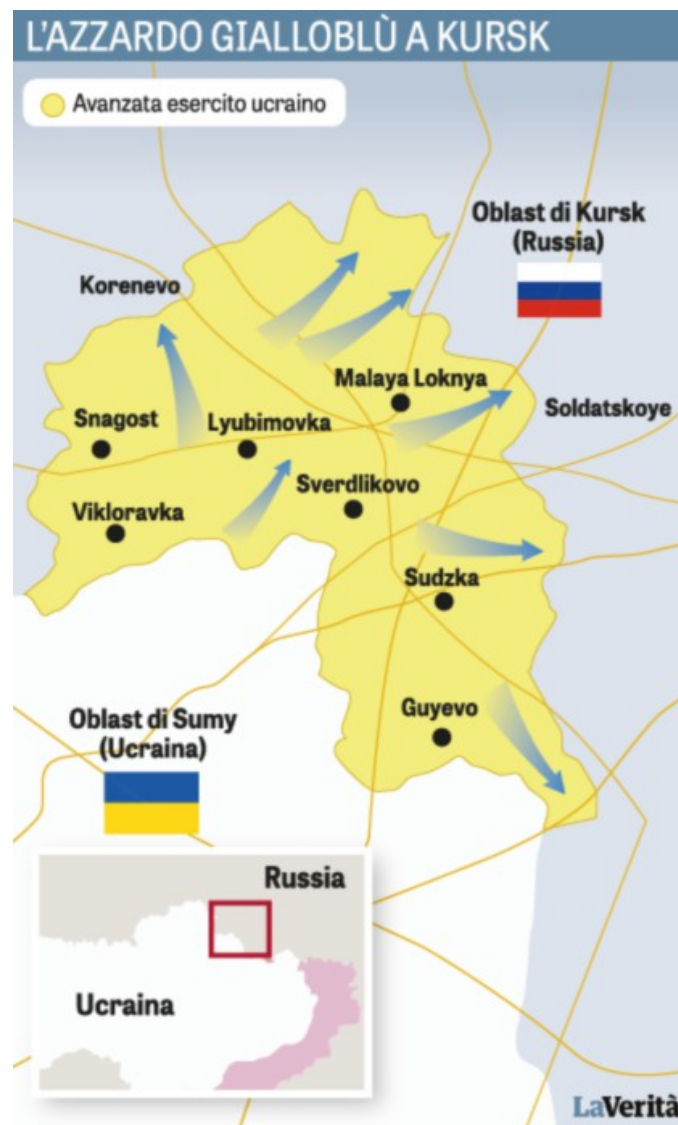 L'AZZARDO GIALLOBLÙ A KURSK
Avanzata esercito ucraino
Oblast di Kursk
(Russia)
Korenevo
Malaya Loknya
Soldatskoye
Snagost
Lyubimovka
Sverdlikovo
Vikloravka
Sudzka
Guyevo
Oblast di Sumy
(Ucraina)
Russia
Ucraina
LaVerità